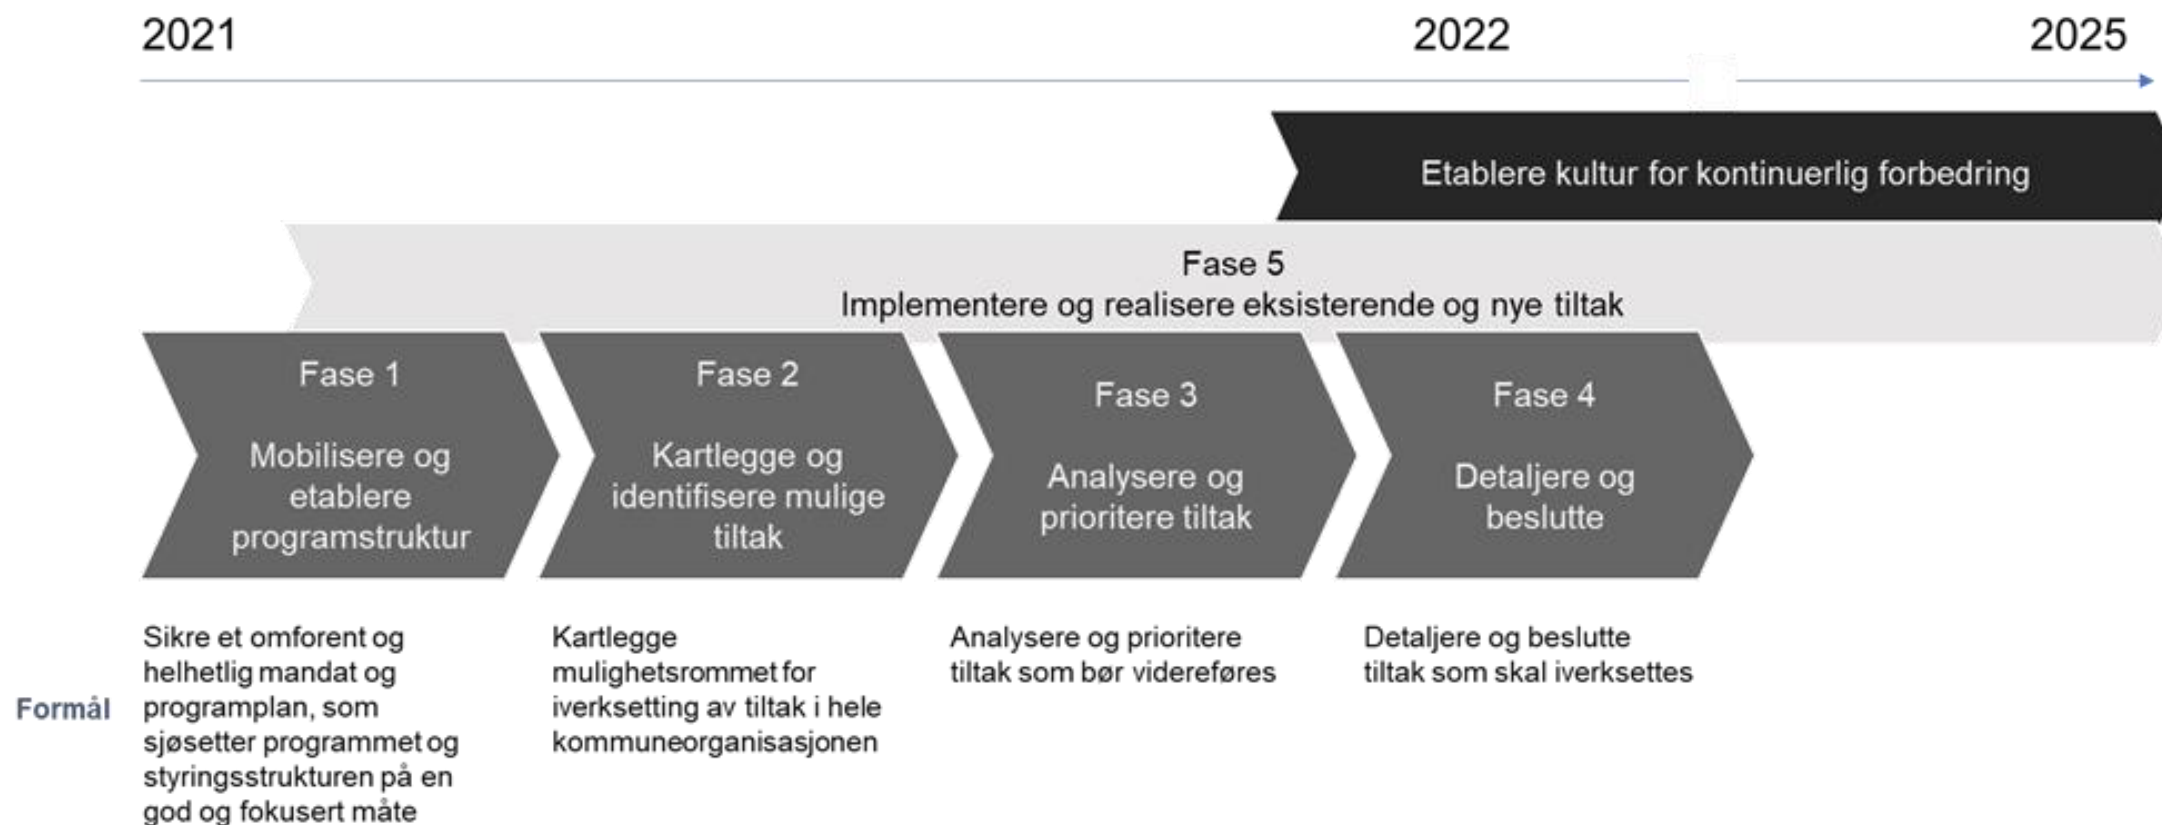 2021
2022
2025
Etablere kultur for kontinuerlig forbedring
Fase 5
Implementere og realisere eksisterende og nye tiltak
Fase 1
Mobilisere og
etablere
programstruktur
Fase 2
Kartlegge og
identifisere mulige
tiltak
Fase 3
Analysere og
prioritere tiltak
Fase 4
Detaljere og
beslutte
Formål
Sikre et omforent og
helhetlig mandat og
programplan, som
sjøsetter programmet og
styringsstrukturen på en
god og fokusert måte
Kartlegge
mulighetsrommet for
iverksetting av tiltak i hele
kommuneorganisasjonen
Analysere og prioritere
tiltak som bør videreføres
Detaljere og beslutte
tiltak som skal iverksettes